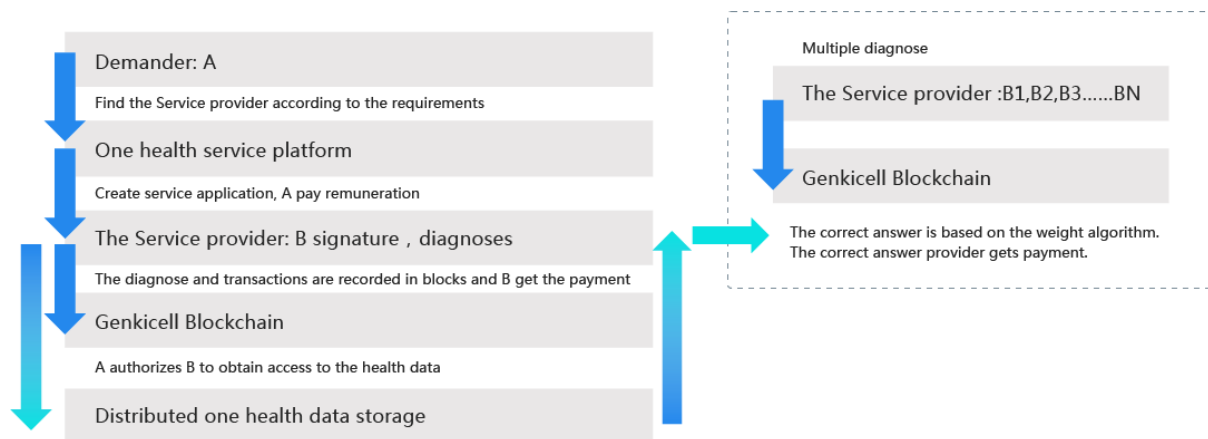 Demander: A
Find the Service provider according to the requirements
One health service platform
Create service application, A pay remuneration
The Service provider: B signature , diagnoses
The diagnose and transactions are recorded in blocks and B get the payment
Genkicell Blockchain
A authorizes B to obtain access to the health data
Distributed one health data storage
Multiple diagnose
The Service provider :B1,B2,B3......BN
Genkicell Blockchain
The correct answer is based on the weight algorithm.
The correct answer provider gets payment.